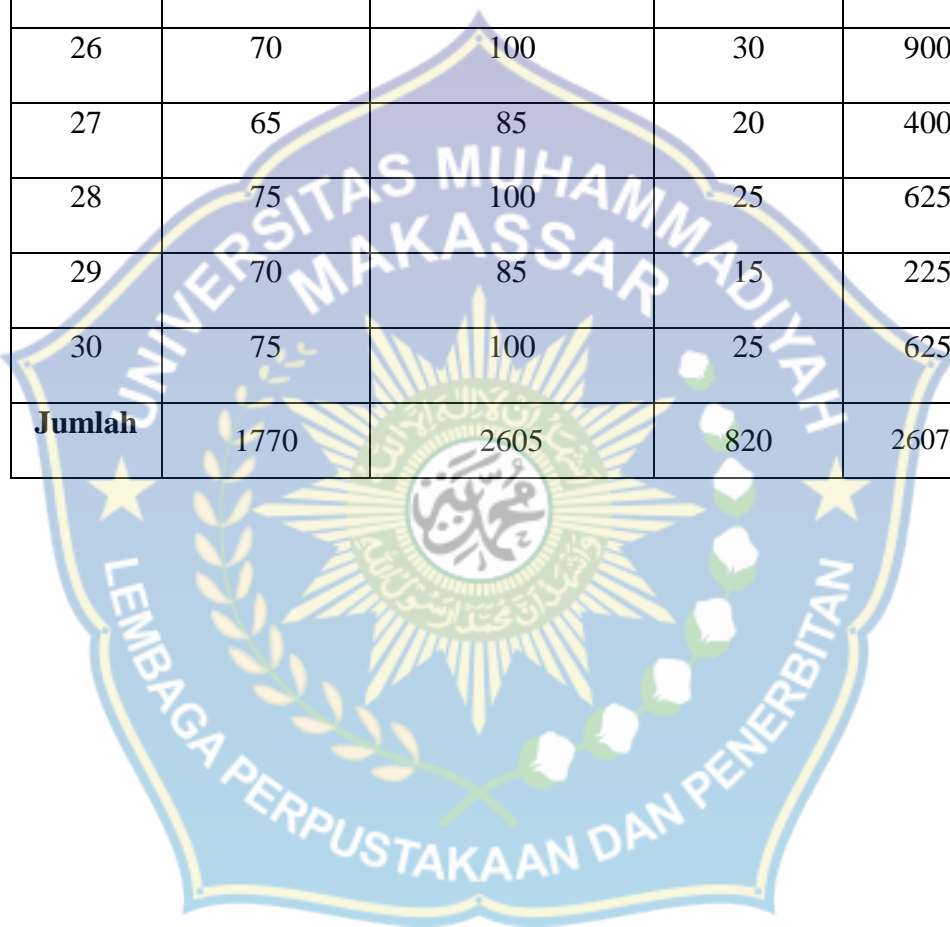 26 70 100 30 900
27 65 85 20 400
28 75 100 25 625
29 70 85 15 225
30 75 100 25 625
Jumlah 1770 2605 820 2607
UNIVERSITAS MUHAMMADIYAH
MAKASSAR
محمدية
LEMBAGA PERPUSTAKAAN DAN PENERBITAN